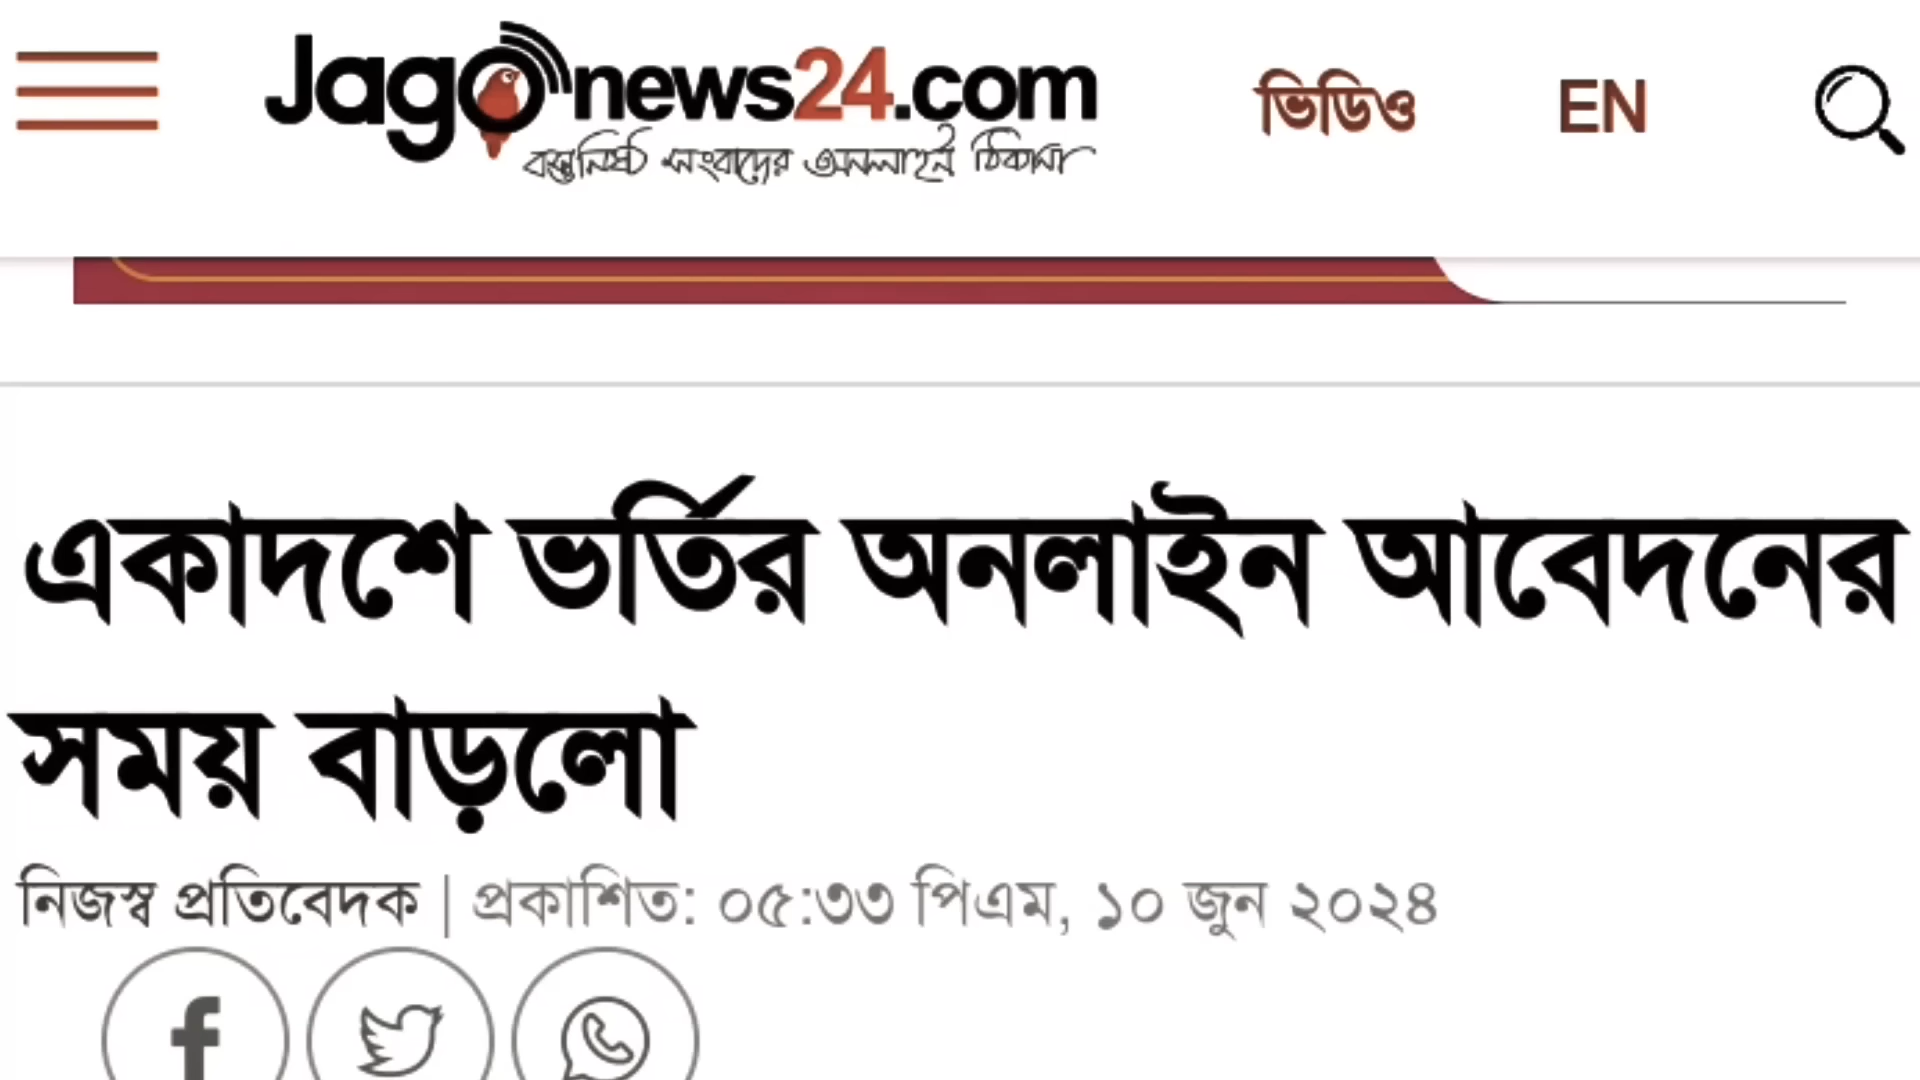 Jagonews24.com
বস্তুনিষ্ঠ সংবাদের অনলাইন ঠিকানা
ভিডিও
EN
একাদশে ভর্তির অনলাইন আবেদনের
সময় বাড়লো
নিজস্ব প্রতিবেদক | প্রকাশিত: ০৫:৩৩ পিএম, ১০ জুন ২০২৪